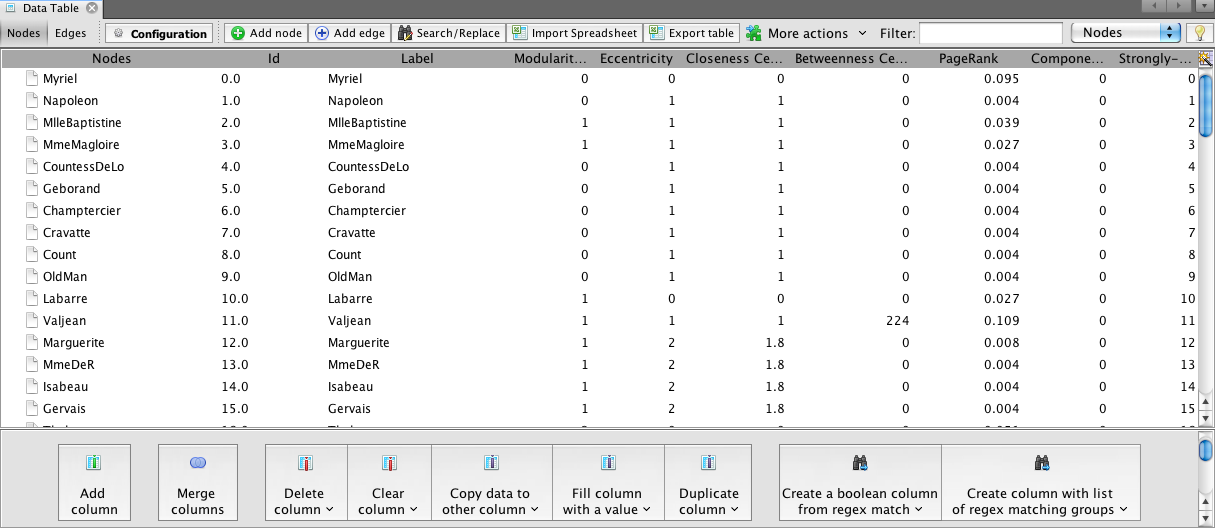 Data Table
Nodes Edges Configuration Add node Add edge Search/Replace Import Spreadsheet Export table More actions Filter: Nodes
Nodes Id Label Modularit... Eccentricity Closeness Ce... Betweenness Ce... PageRank Compone... Strongly-...
Myriel 0.0 Myriel 0 0 0 0 0.095 0 0
Napoleon 1.0 Napoleon 0 1 1 0 0.004 0 1
MlleBaptistine 2.0 MlleBaptistine 1 1 1 0 0.039 0 2
MmeMagloire 3.0 MmeMagloire 1 1 1 0 0.027 0 3
CountessDeLo 4.0 CountessDeLo 0 1 1 0 0.004 0 4
Geborand 5.0 Geborand 0 1 1 0 0.004 0 5
Champtercier 6.0 Champtercier 0 1 1 0 0.004 0 6
Cravatte 7.0 Cravatte 0 1 1 0 0.004 0 7
Count 8.0 Count 0 1 1 0 0.004 0 8
OldMan 9.0 OldMan 0 1 1 0 0.004 0 9
Labarre 10.0 Labarre 1 0 0 0 0.027 0 10
Valjean 11.0 Valjean 1 1 1 224 0.109 0 11
Marguerite 12.0 Marguerite 1 2 1.8 0 0.008 0 12
MmeDeR 13.0 MmeDeR 1 2 1.8 0 0.004 0 13
Isabeau 14.0 Isabeau 1 2 1.8 0 0.004 0 14
Gervais 15.0 Gervais 1 2 1.8 0 0.004 0 15
Add Merge Delete Clear Copy data to Fill column Duplicate Create a boolean column Create column with list
column columns column column other column with a value column from regex match of regex matching groups